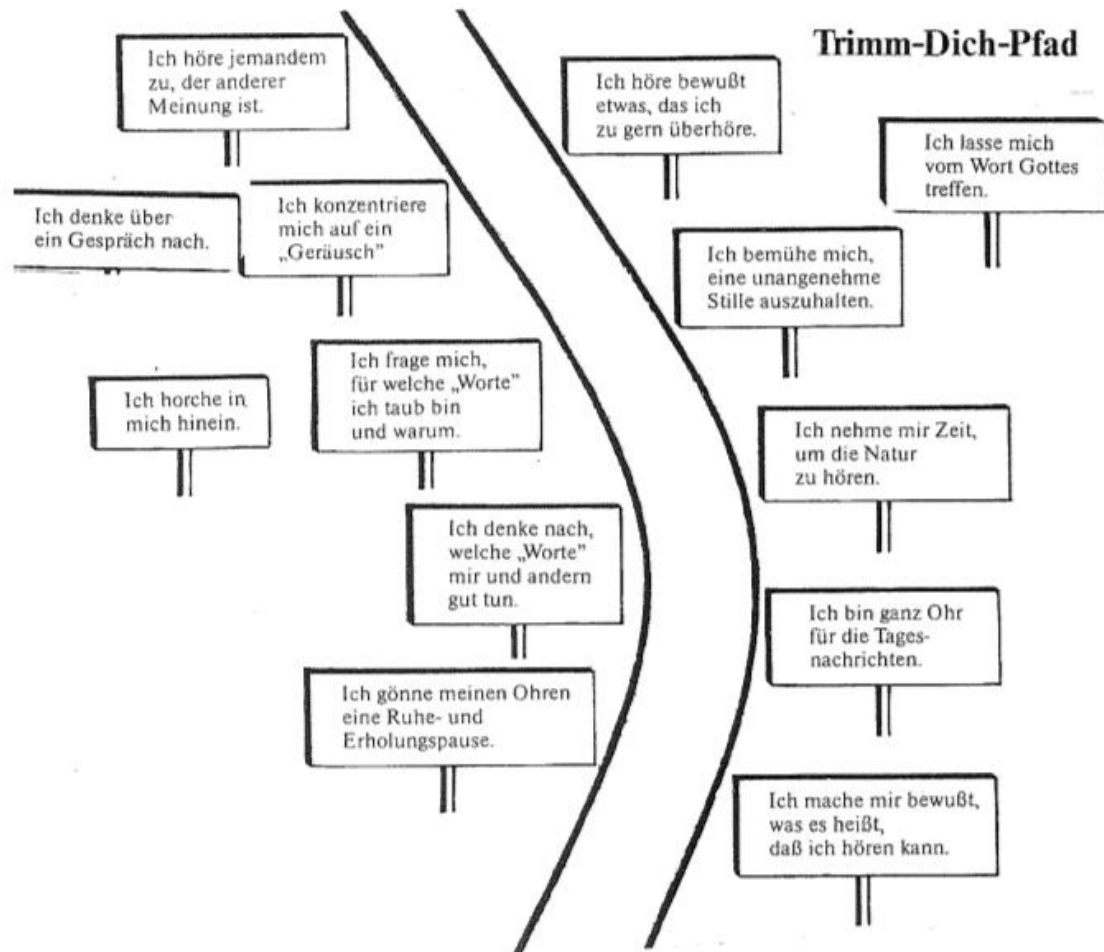 Trimm-Dich-Pfad
Ich höre jemandem
zu, der anderer
Meinung ist.
Ich höre bewußt
etwas, das ich
zu gern überhöre.
Ich lasse mich
vom Wort Gottes
treffen.
Ich denke über
ein Gespräch nach.
Ich konzentriere
mich auf ein
„Geräusch”
Ich bemühe mich,
eine unangenehme
Stille auszuhalten.
Ich horche in
mich hinein.
Ich frage mich,
für welche „Worte”
ich taub bin
und warum.
Ich nehme mir Zeit,
um die Natur
zu hören.
Ich denke nach,
welche „Worte”
mir und andern
gut tun.
Ich bin ganz Ohr
für die Tages-
nachrichten.
Ich gönne meinen Ohren
eine Ruhe- und
Erholungspause.
Ich mache mir bewußt,
was es heißt,
daß ich hören kann.